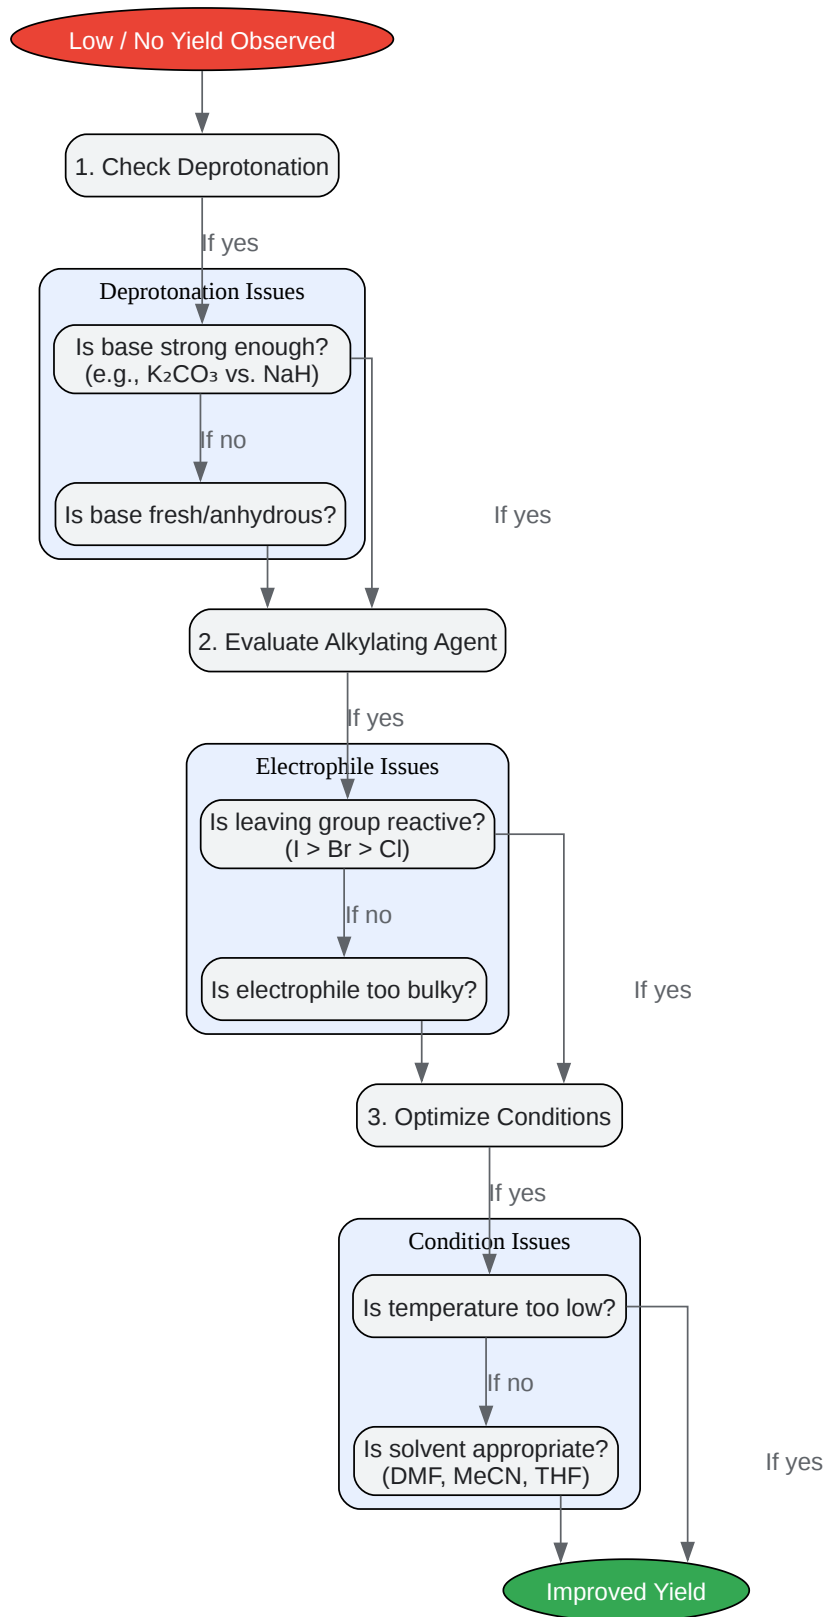 Low / No Yield Observed
1. Check Deprotonation
If yes
Deprotonation Issues
Is base strong enough?
(e.g., K₂CO₃ vs. NaH)
If no
Is base fresh/anhydrous?
If yes
2. Evaluate Alkylating Agent
If yes
Electrophile Issues
Is leaving group reactive?
(I > Br > Cl)
If no
Is electrophile too bulky?
If yes
3. Optimize Conditions
If yes
Condition Issues
Is temperature too low?
If no
Is solvent appropriate?
(DMF, MeCN, THF)
If yes
Improved Yield